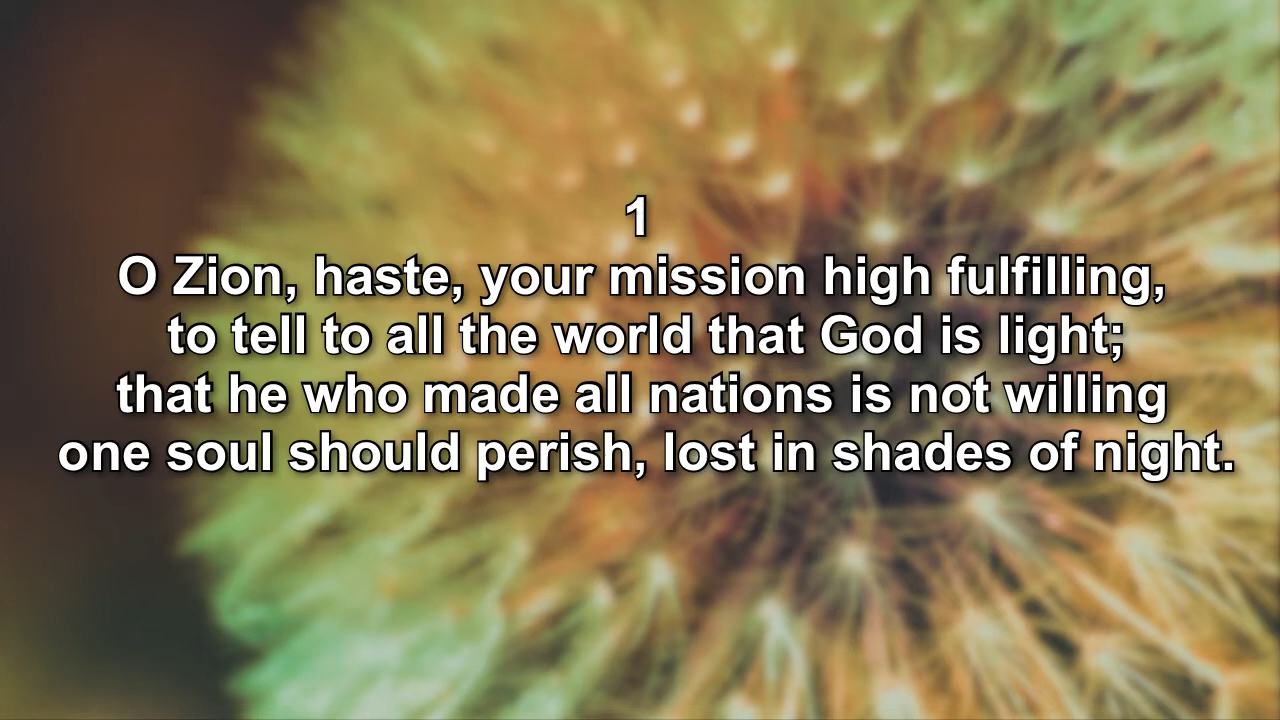 1
O Zion, haste, your mission high fulfilling,
to tell to all the world that God is light;
that he who made all nations is not willing
one soul should perish, lost in shades of night.